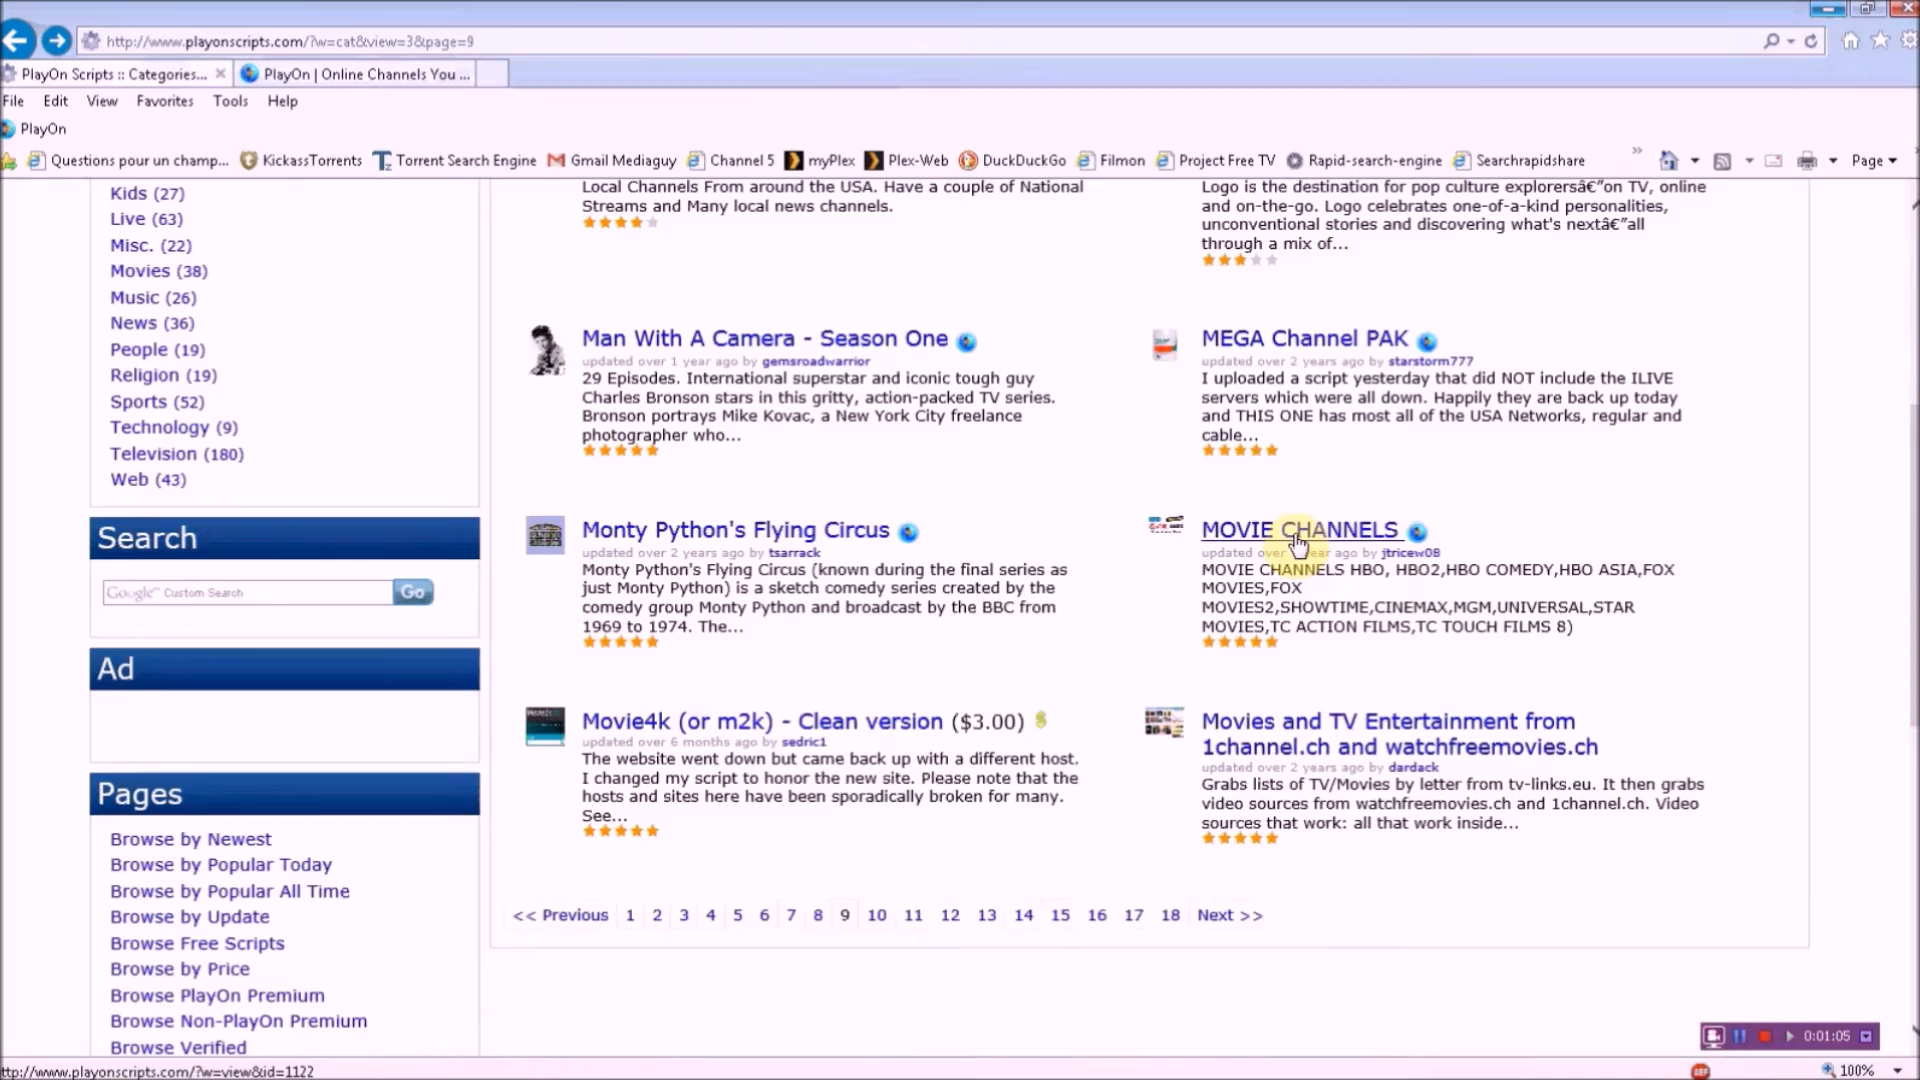 http://www.playonscripts.com/?w=cat&view=3&page=9
PlayOn Scripts :: Categories...
PlayOn | Online Channels You ...
File Edit View Favorites Tools Help
PlayOn
Questions pour un champ... KickassTorrents Torrent Search Engine Gmail Mediaguy Channel 5 myPlex Plex-Web DuckDuckGo Filmon Project Free TV Rapid-search-engine Searchrapidshare » Page
Kids (27)
Live (63)
Misc. (22)
Movies (38)
Music (26)
News (36)
People (19)
Religion (19)
Sports (52)
Technology (9)
Television (180)
Web (43)
Search
Google™ Custom Search Go
Ad
Pages
Browse by Newest
Browse by Popular Today
Browse by Popular All Time
Browse by Update
Browse Free Scripts
Browse by Price
Browse PlayOn Premium
Browse Non-PlayOn Premium
Browse Verified
Local Channels From around the USA. Have a couple of National
Streams and Many local news channels.
Logo is the destination for pop culture explorersâ€”on TV, online
and on-the-go. Logo celebrates one-of-a-kind personalities,
unconventional stories and discovering what's nextâ€”all
through a mix of...
Man With A Camera - Season One
updated over 1 year ago by gemsroadwarrior
29 Episodes. International superstar and iconic tough guy
Charles Bronson stars in this gritty, action-packed TV series.
Bronson portrays Mike Kovac, a New York City freelance
photographer who...
MEGA Channel PAK
updated over 2 years ago by starstorm777
I uploaded a script yesterday that did NOT include the ILIVE
servers which were all down. Happily they are back up today
and THIS ONE has most all of the USA Networks, regular and
cable...
Monty Python's Flying Circus
updated over 2 years ago by tsarrack
Monty Python's Flying Circus (known during the final series as
just Monty Python) is a sketch comedy series created by the
comedy group Monty Python and broadcast by the BBC from
1969 to 1974. The...
MOVIE CHANNELS
updated over year ago by jtricew08
MOVIE CHANNELS HBO, HBO2,HBO COMEDY,HBO ASIA,FOX
MOVIES,FOX
MOVIES2,SHOWTIME,CINEMAX,MGM,UNIVERSAL,STAR
MOVIES,TC ACTION FILMS,TC TOUCH FILMS 8)
Movie4k (or m2k) - Clean version ($3.00)
updated over 6 months ago by sedric1
The website went down but came back up with a different host.
I changed my script to honor the new site. Please note that the
hosts and sites here have been sporadically broken for many.
See...
Movies and TV Entertainment from
1channel.ch and watchfreemovies.ch
updated over 2 years ago by dardack
Grabs lists of TV/Movies by letter from tv-links.eu. It then grabs
video sources from watchfreemovies.ch and 1channel.ch. Video
sources that work: all that work inside...
<< Previous 1 2 3 4 5 6 7 8 9 10 11 12 13 14 15 16 17 18 Next >>
0:01:05
ttp://www.playonscripts.com/?w=view&id=1122
ABP
100%